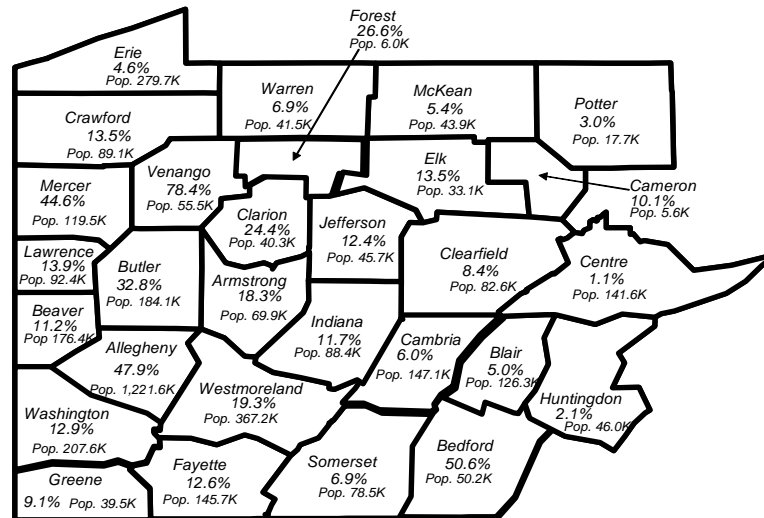 Forest
26.6%
Pop. 6.0K
Erie
4.6%
Pop. 279.7K
Warren
6.9%
Pop. 41.5K
McKean
5.4%
Pop. 43.9K
Potter
3.0%
Pop. 17.7K
Crawford
13.5%
Pop. 89.1K
Venango
78.4%
Pop. 55.5K
Elk
13.5%
Pop. 33.1K
Cameron
10.1%
Pop. 5.6K
Mercer
44.6%
Pop. 119.5K
Clarion
24.4%
Pop. 40.3K
Jefferson
12.4%
Pop. 45.7K
Clearfield
8.4%
Pop. 82.6K
Centre
1.1%
Pop. 141.6K
Lawrence
13.9%
Pop. 92.4K
Butler
32.8%
Pop. 184.1K
Armstrong
18.3%
Pop. 69.9K
Beaver
11.2%
Pop 176.4K
Indiana
11.7%
Pop. 88.4K
Cambria
6.0%
Pop. 147.1K
Blair
5.0%
Pop. 126.3K
Allegheny
47.9%
Pop. 1,221.6K
Westmoreland
19.3%
Pop. 367.2K
Huntingdon
2.1%
Pop. 46.0K
Washington
12.9%
Pop. 207.6K
Fayette
12.6%
Pop. 145.7K
Somerset
6.9%
Pop. 78.5K
Bedford
50.6%
Pop. 50.2K
Greene
9.1% Pop. 39.5K